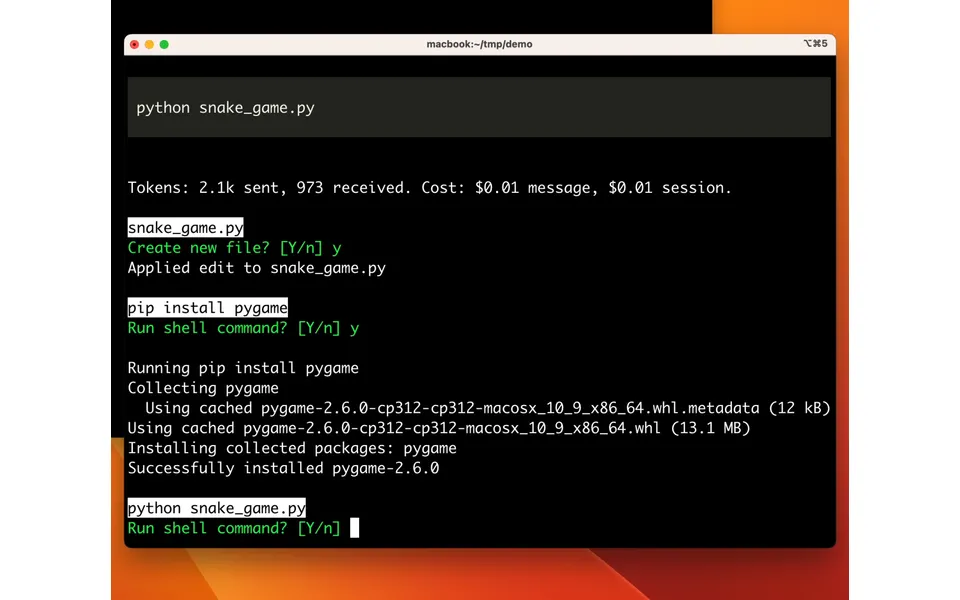 macbook:~/tmp/demo
⌥⌘5
python snake_game.py
Tokens: 2.1k sent, 973 received. Cost: $0.01 message, $0.01 session.
snake_game.py
Create new file? [Y/n] y
Applied edit to snake_game.py
pip install pygame
Run shell command? [Y/n] y
Running pip install pygame
Collecting pygame
  Using cached pygame-2.6.0-cp312-cp312-macosx_10_9_x86_64.whl.metadata (12 kB)
Using cached pygame-2.6.0-cp312-cp312-macosx_10_9_x86_64.whl (13.1 MB)
Installing collected packages: pygame
Successfully installed pygame-2.6.0
python snake_game.py
Run shell command? [Y/n]